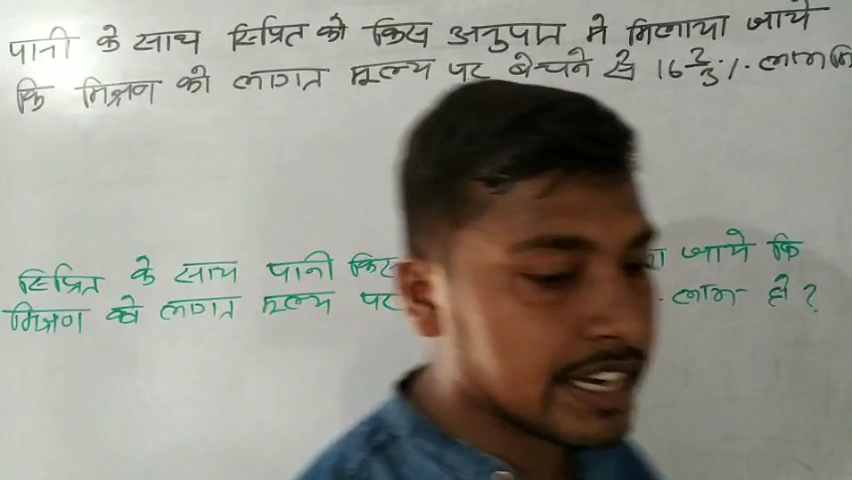 पानी के साथ स्प्रिट को किस अनुपात मे मिलाया जाये
कि मिश्रण को लागत मूल्य पर बेचने से 16 2/3 %. लाभ
स्प्रिट के साथ पानी किस जाये कि
मिश्रण को लागत मूल्य पर लाभ हो ?